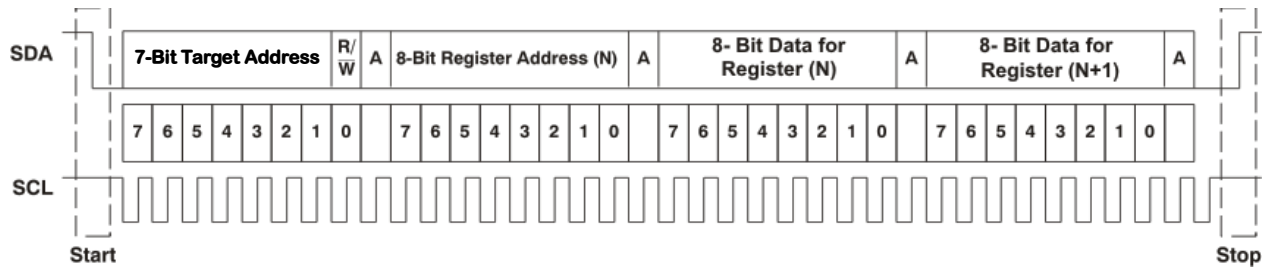 SDA
7-Bit Target Address
R/
W
A
8-Bit Register Address (N)
A
8- Bit Data for
Register (N)
A
8- Bit Data for
Register (N+1)
A
7 6 5 4 3 2 1 0 7 6 5 4 3 2 1 0 7 6 5 4 3 2 1 0 7 6 5 4 3 2 1 0
SCL
Start
Stop